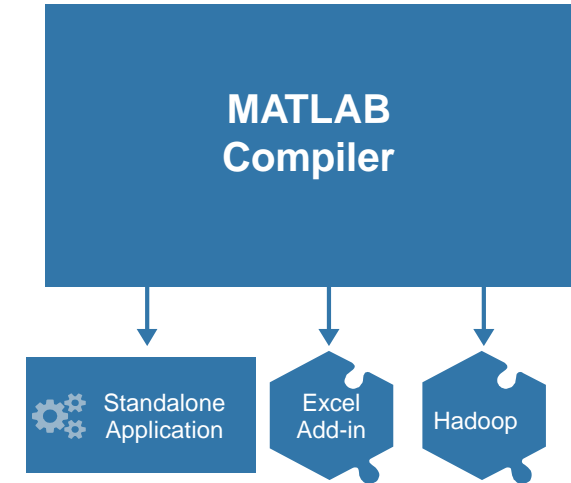 MATLAB
Compiler
Standalone
Application
Excel
Add-in
Hadoop